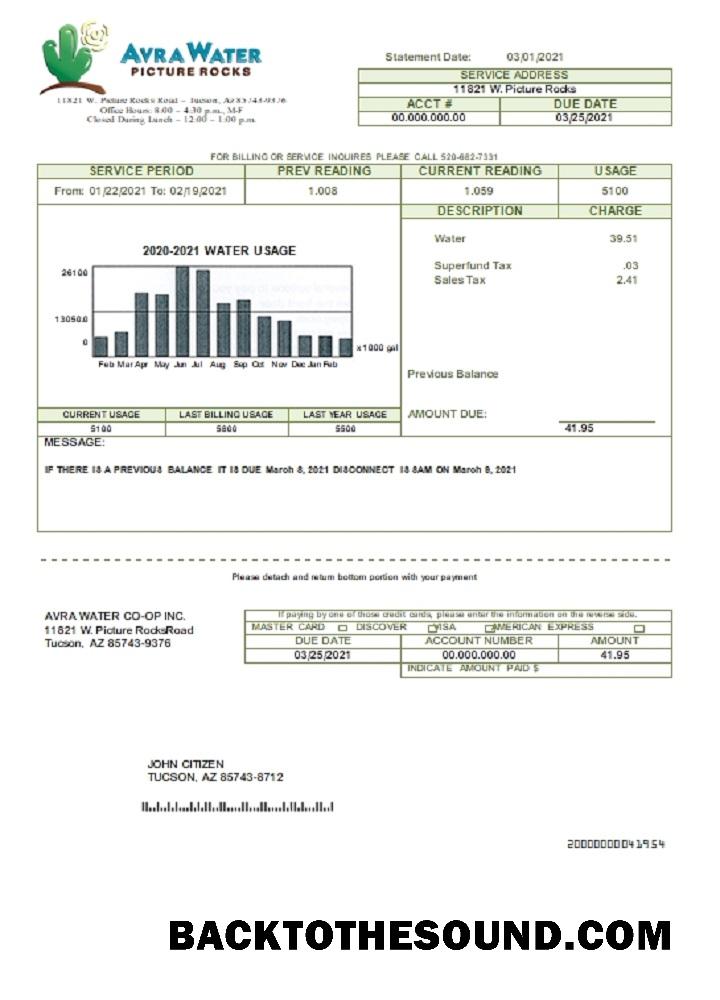 AVRA WATER
PICTURE ROCKS
11821 W. Picture Rocks Road – Tucson, Az 85743-9376
Office Hours: 8:00 – 4:30 p.m., M-F
Closed During Lunch – 12:00 – 1:00 p.m.
Statement Date: 03/01/2021
SERVICE ADDRESS
11821 W. Picture Rocks
ACCT # DUE DATE
00.000.000.00 03/25/2021
FOR BILLING OR SERVICE INQUIRES PLEASE CALL 520-682-7331
SERVICE PERIOD PREV READING CURRENT READING USAGE
From: 01/22/2021 To: 02/19/2021 1.008 1.059 5100
DESCRIPTION CHARGE
Water 39.51
Superfund Tax .03
Sales Tax 2.41
2020-2021 WATER USAGE
26100
13050.0
0
x1000 gal
Feb Mar Apr May Jun Jul Aug Sep Oct Nov Dec Jan Feb
Previous Balance
AMOUNT DUE:
41.95
CURRENT USAGE LAST BILLING USAGE LAST YEAR USAGE
5100 5800 5500
MESSAGE:
IF THERE IS A PREVIOUS BALANCE IT IS DUE March 8, 2021 DISCONNECT IS 8AM ON March 9, 2021
Please detach and return bottom portion with your payment
AVRA WATER CO-OP INC.
11821 W. Picture RocksRoad
Tucson, AZ 85743-9376
If paying by one of those credit cards, please enter the information on the reverse side.
MASTER CARD DISCOVER VISA AMERICAN EXPRESS
DUE DATE ACCOUNT NUMBER AMOUNT
03/25/2021 00.000.000.00 41.95
INDICATE AMOUNT PAID $
JOHN CITIZEN
TUCSON, AZ 85743-8712
200000000041954
BACKTOTHESOUND.COM